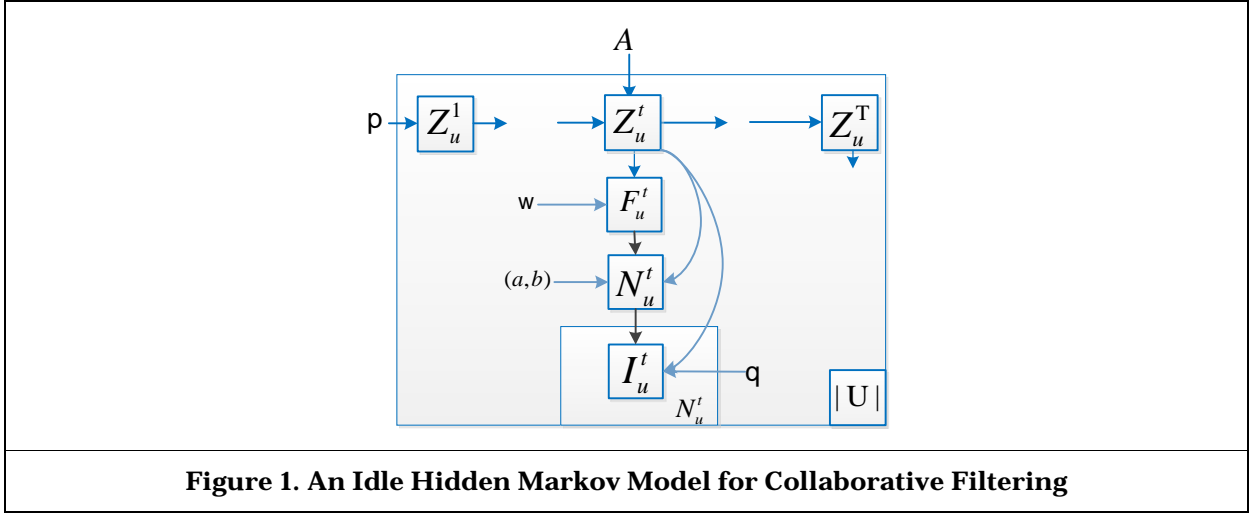 A
p Z_u^1 Z_u^t Z_u^T
w F_u^t
(a,b) N_u^t
I_u^t q
N_u^t |U|
Figure 1. An Idle Hidden Markov Model for Collaborative Filtering